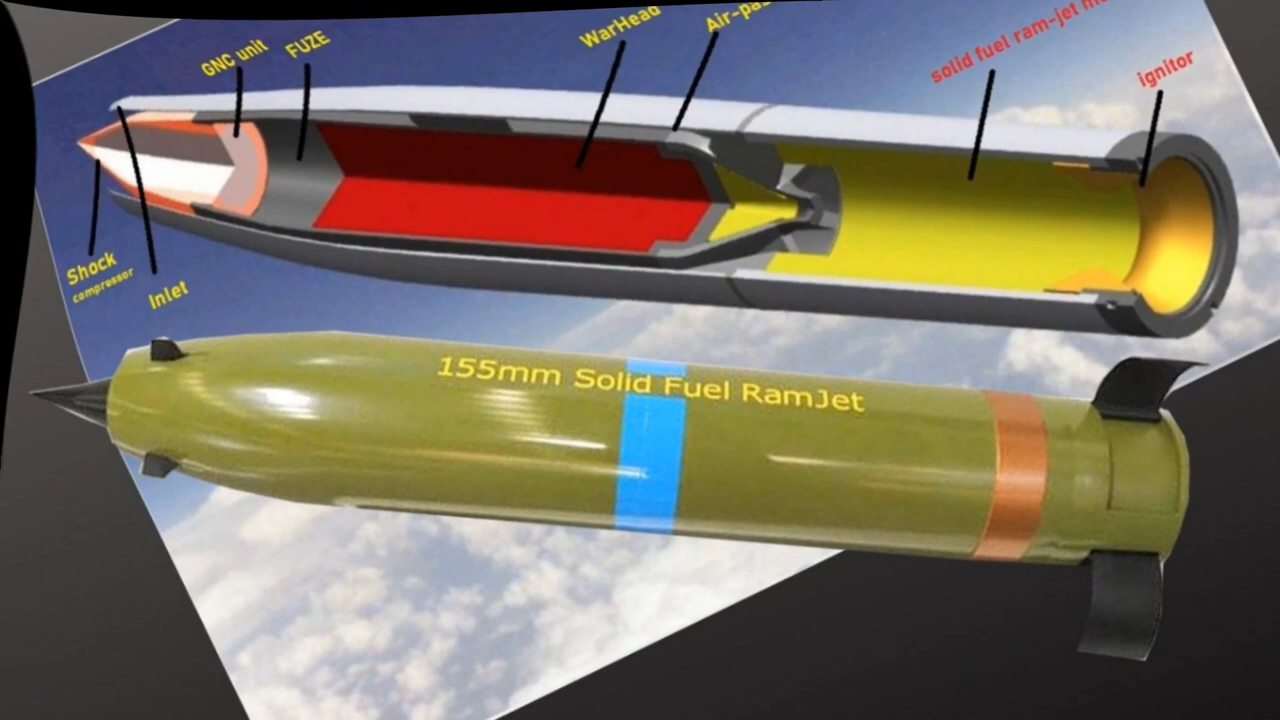 GNC unit
FUZE
WarHead
solid fuel ram-jet
ignitor
Shock
compressor
Inlet
155mm Solid Fuel RamJet